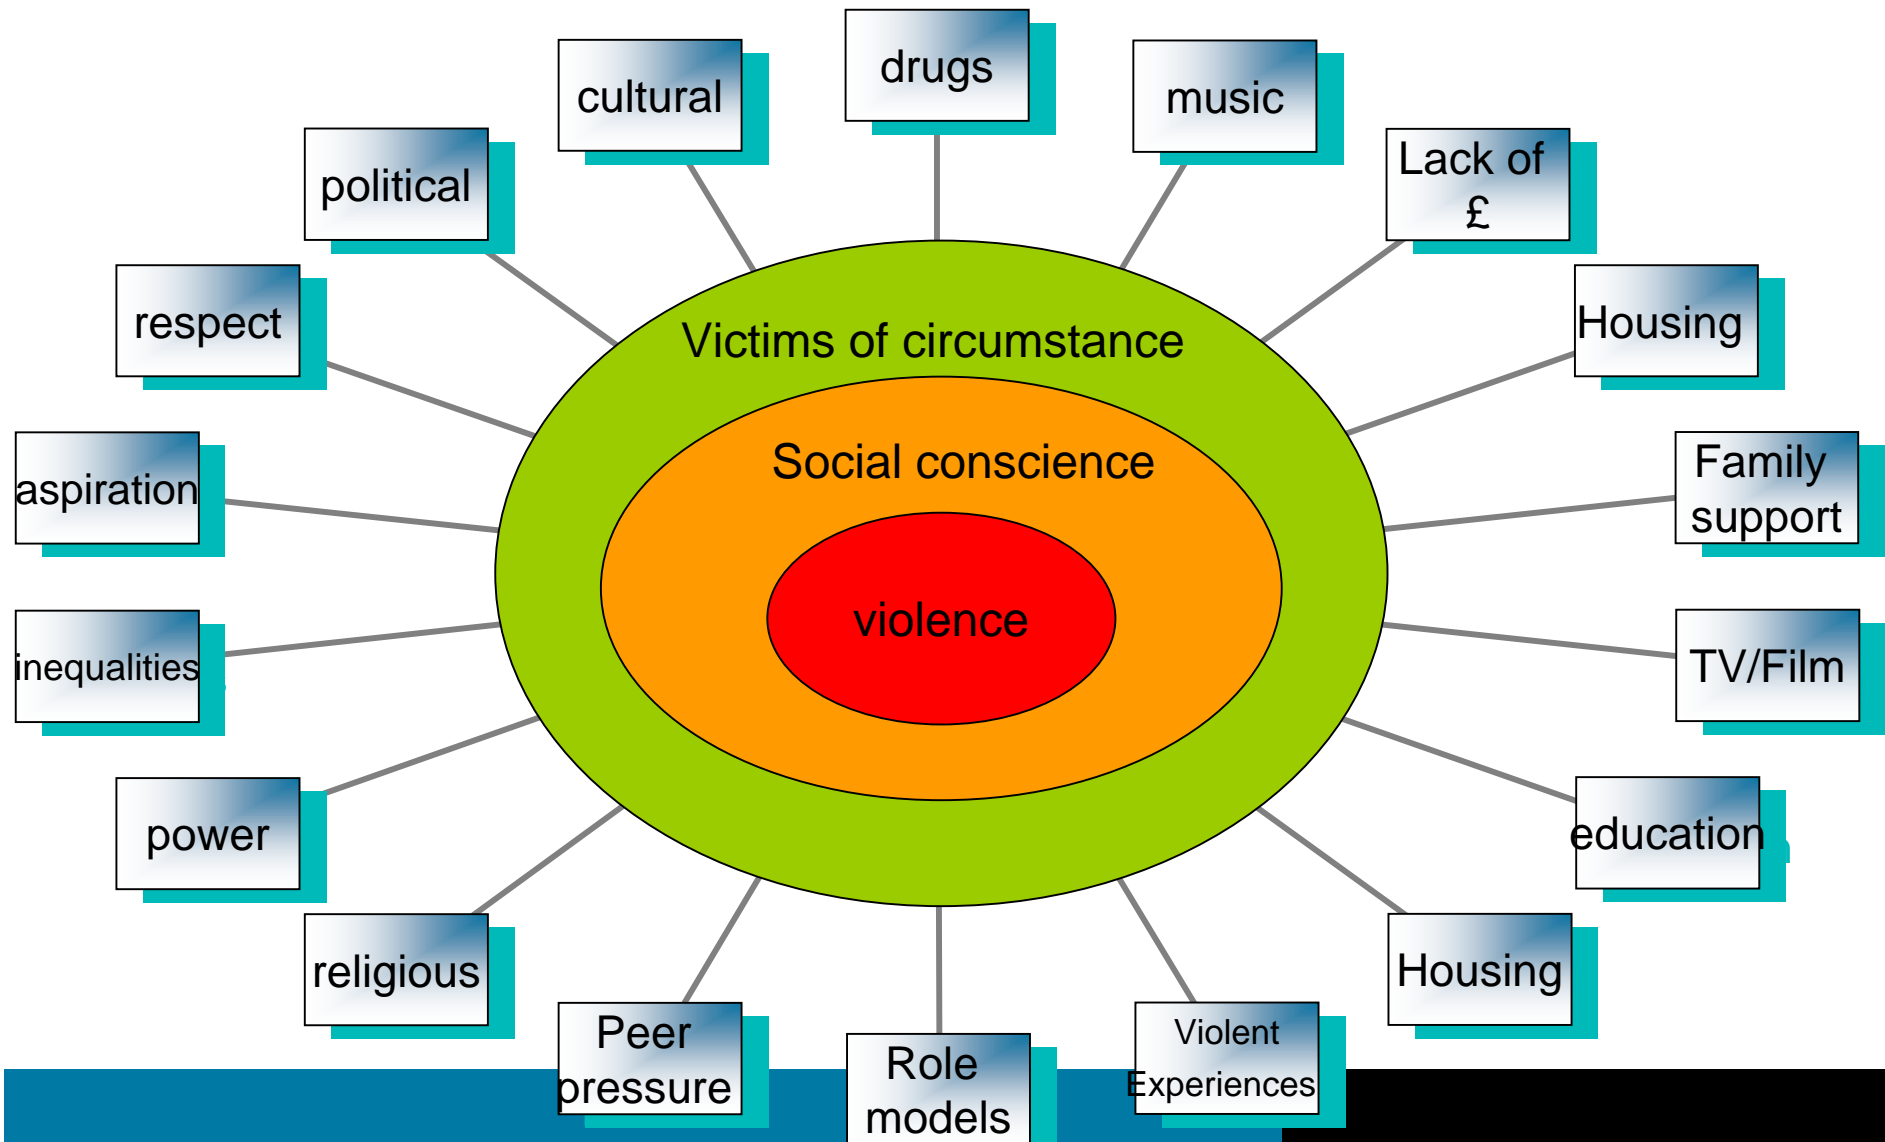 drugs
cultural
music
political
Lack of
£
respect
Housing
Victims of circumstance
Social conscience
aspiration
Family
support
violence
inequalities
TV/Film
power
education
religious
Housing
Peer
pressure
Role
models
Violent
Experiences